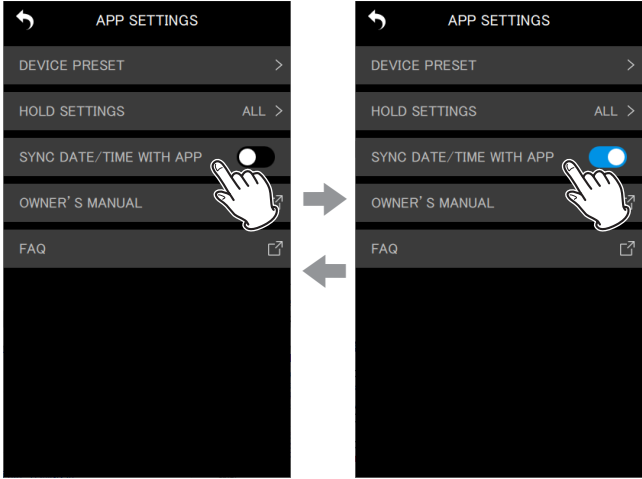 APP SETTINGS
DEVICE PRESET
HOLD SETTINGS ALL
SYNC DATE/TIME WITH APP
OWNER'S MANUAL
FAQ
APP SETTINGS
DEVICE PRESET
HOLD SETTINGS ALL
SYNC DATE/TIME WITH APP
OWNER'S MANUAL
FAQ